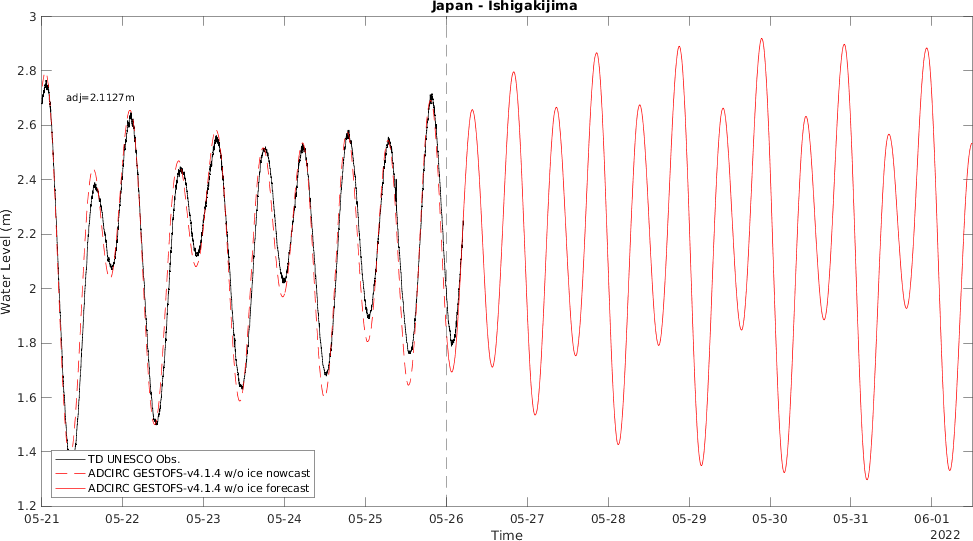 Japan - Ishigakijima
3
2.8
adj=2.1127m
2.6
2.4
2.2
2
1.8
1.6
1.4
1.2
Water Level (m)
TD UNESCO Obs.
ADCIRC GESTOFS-v4.1.4 w/o ice nowcast
ADCIRC GESTOFS-v4.1.4 w/o ice forecast
05-21 05-22 05-23 05-24 05-25 05-26 05-27 05-28 05-29 05-30 05-31 06-01
2022
Time